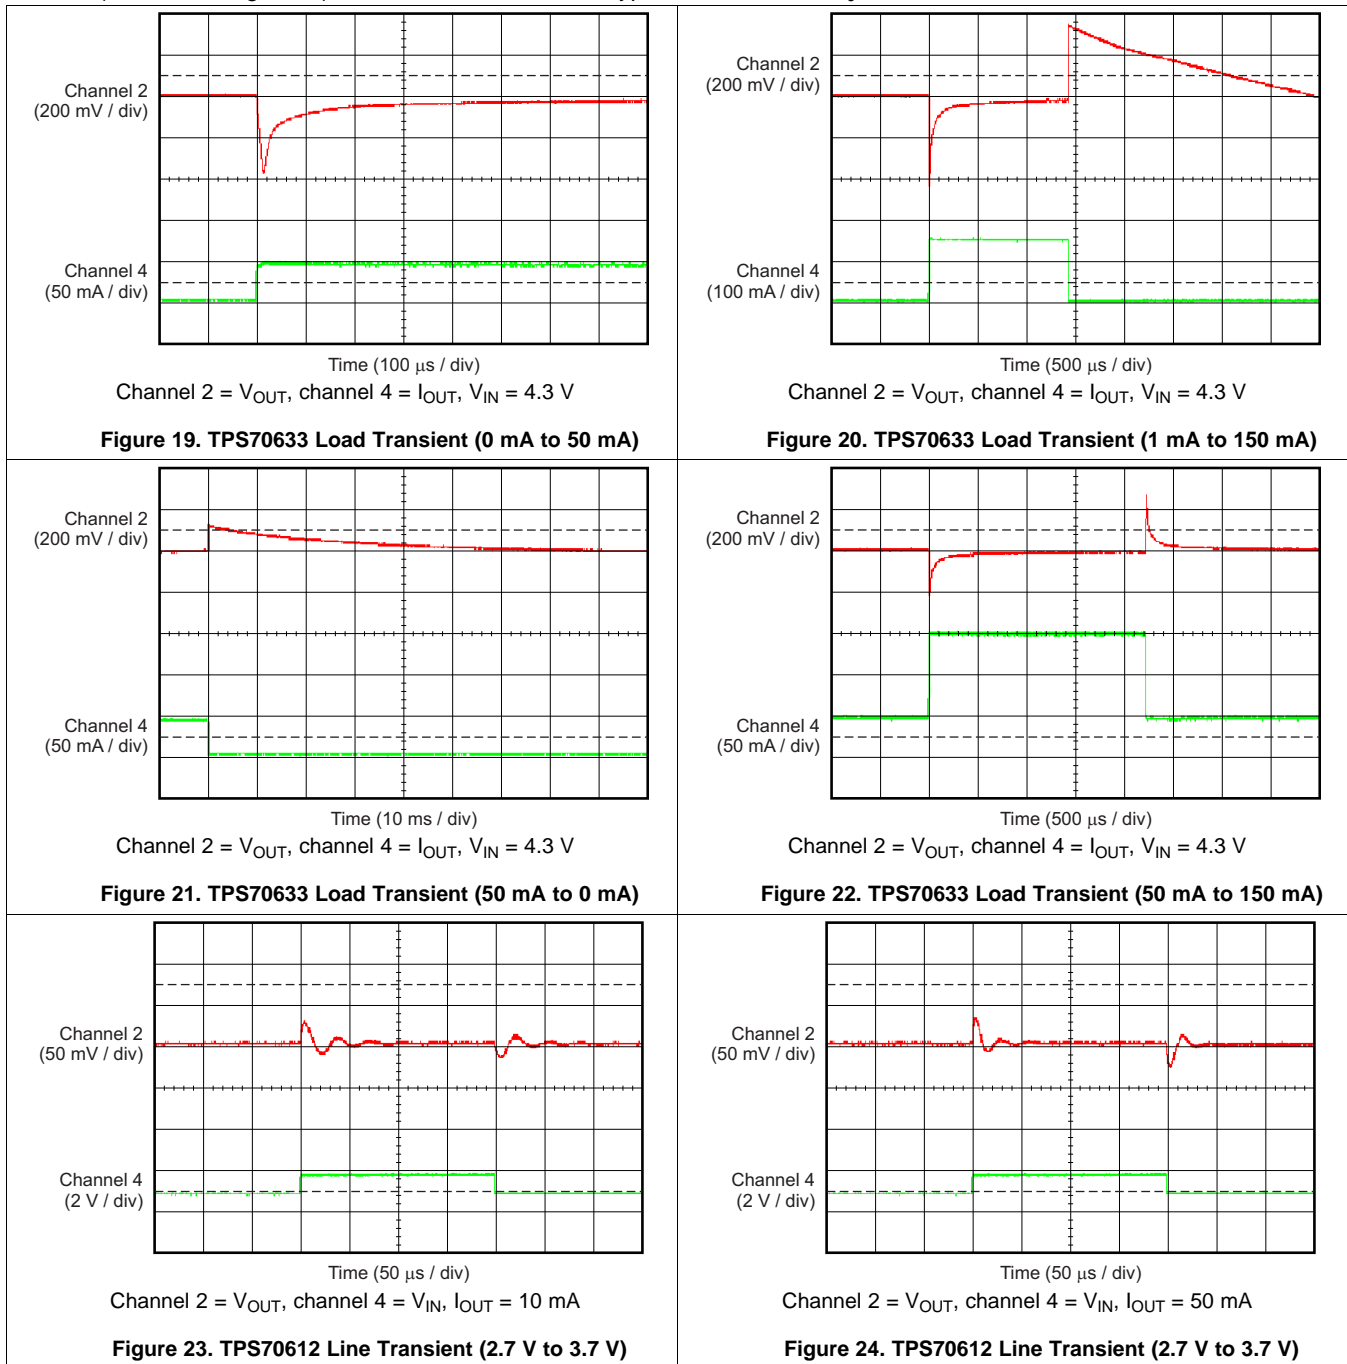 Channel 2
(200 mV / div)
Channel 4
(50 mA / div)
Time (100 µs / div)
Channel 2 = VOUT, channel 4 = IOUT, VIN = 4.3 V
Figure 19. TPS70633 Load Transient (0 mA to 50 mA)
Channel 2
(200 mV / div)
Channel 4
(100 mA / div)
Time (500 µs / div)
Channel 2 = VOUT, channel 4 = IOUT, VIN = 4.3 V
Figure 20. TPS70633 Load Transient (1 mA to 150 mA)
Channel 2
(200 mV / div)
Channel 4
(50 mA / div)
Time (10 ms / div)
Channel 2 = VOUT, channel 4 = IOUT, VIN = 4.3 V
Figure 21. TPS70633 Load Transient (50 mA to 0 mA)
Channel 2
(200 mV / div)
Channel 4
(50 mA / div)
Time (500 µs / div)
Channel 2 = VOUT, channel 4 = IOUT, VIN = 4.3 V
Figure 22. TPS70633 Load Transient (50 mA to 150 mA)
Channel 2
(50 mV / div)
Channel 4
(2 V / div)
Time (50 µs / div)
Channel 2 = VOUT, channel 4 = VIN, IOUT = 10 mA
Figure 23. TPS70612 Line Transient (2.7 V to 3.7 V)
Channel 2
(50 mV / div)
Channel 4
(2 V / div)
Time (50 µs / div)
Channel 2 = VOUT, channel 4 = VIN, IOUT = 50 mA
Figure 24. TPS70612 Line Transient (2.7 V to 3.7 V)